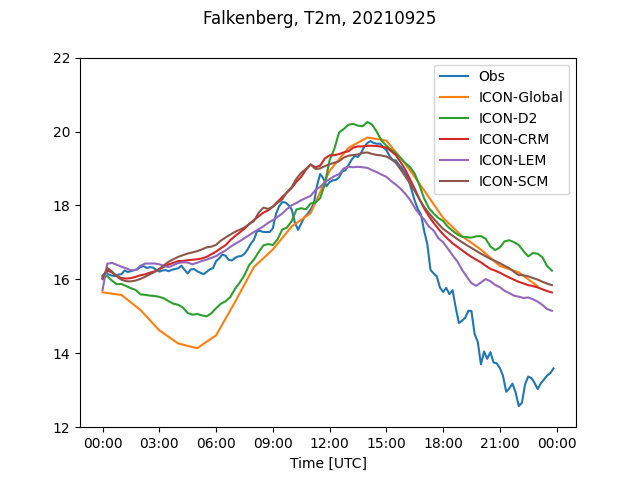 Falkenberg, T2m, 20210925
22
20
18
16
14
12
Obs
ICON-Global
ICON-D2
ICON-CRM
ICON-LEM
ICON-SCM
00:00 03:00 06:00 09:00 12:00 15:00 18:00 21:00 00:00
Time [UTC]